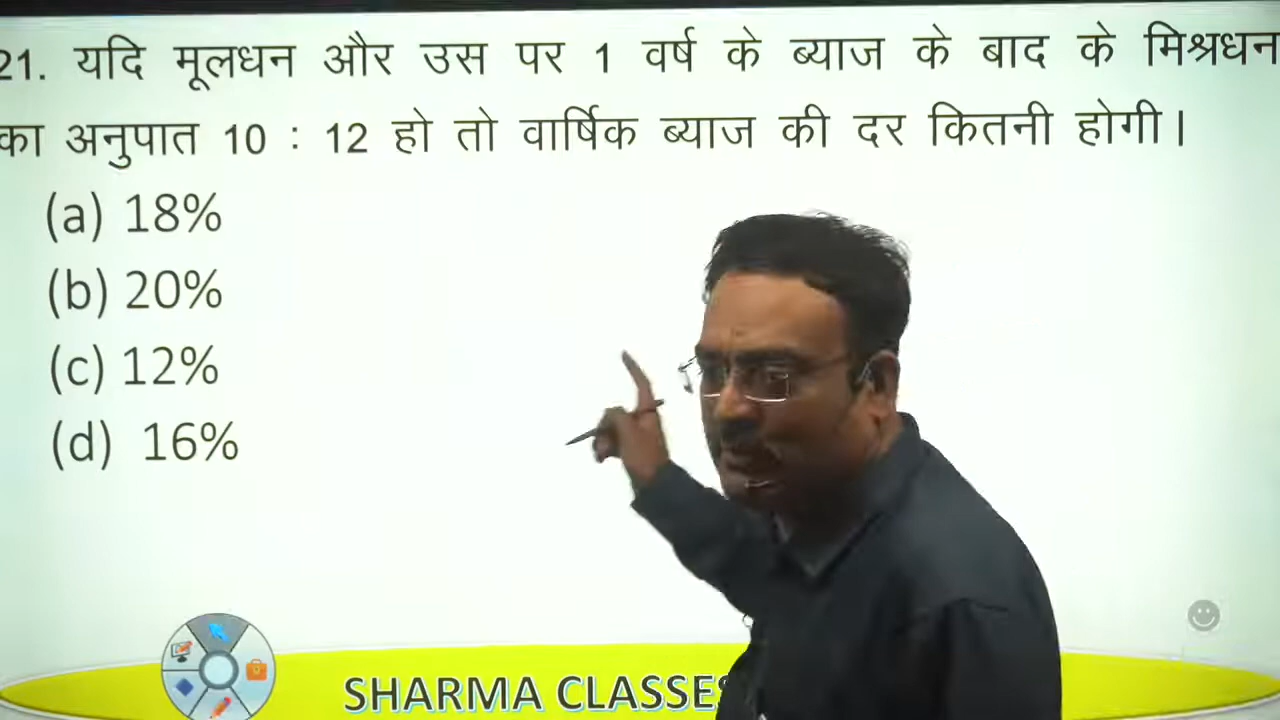 21. यदि मूलधन और उस पर 1 वर्ष के ब्याज के बाद के मिश्रधन
का अनुपात 10 : 12 हो तो वार्षिक ब्याज की दर कितनी होगी।
(a) 18%
(b) 20%
(c) 12%
(d) 16%
SHARMA CLASSES